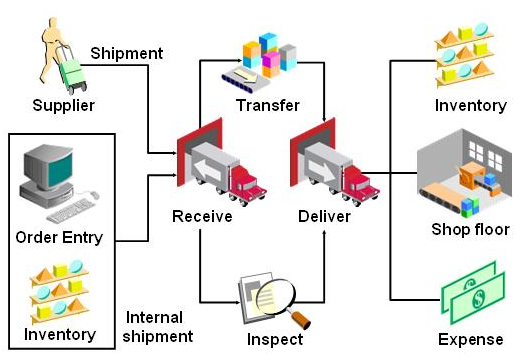 Shipment
Supplier
Transfer
Inventory
Order Entry
Receive
Deliver
Shop floor
Inventory
Internal
shipment
Inspect
Expense